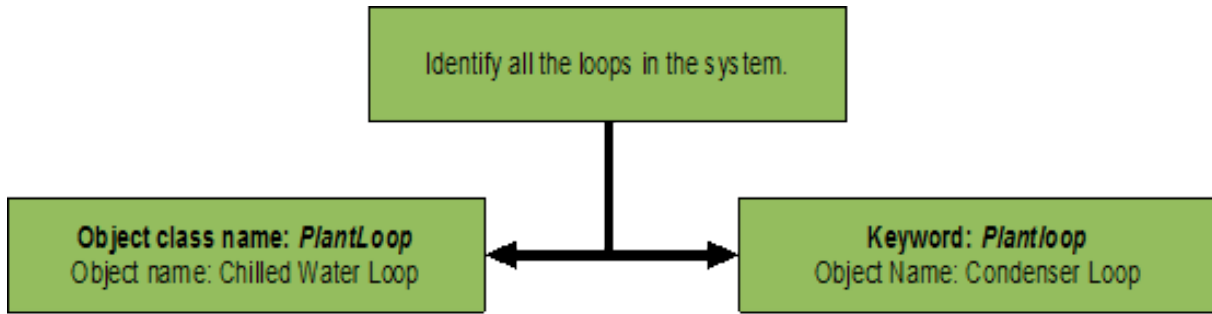 Identify all the loops in the system.
Object class name: PlantLoop
Object name: Chilled Water Loop
Keyword: Plantloop
Object Name: Condenser Loop